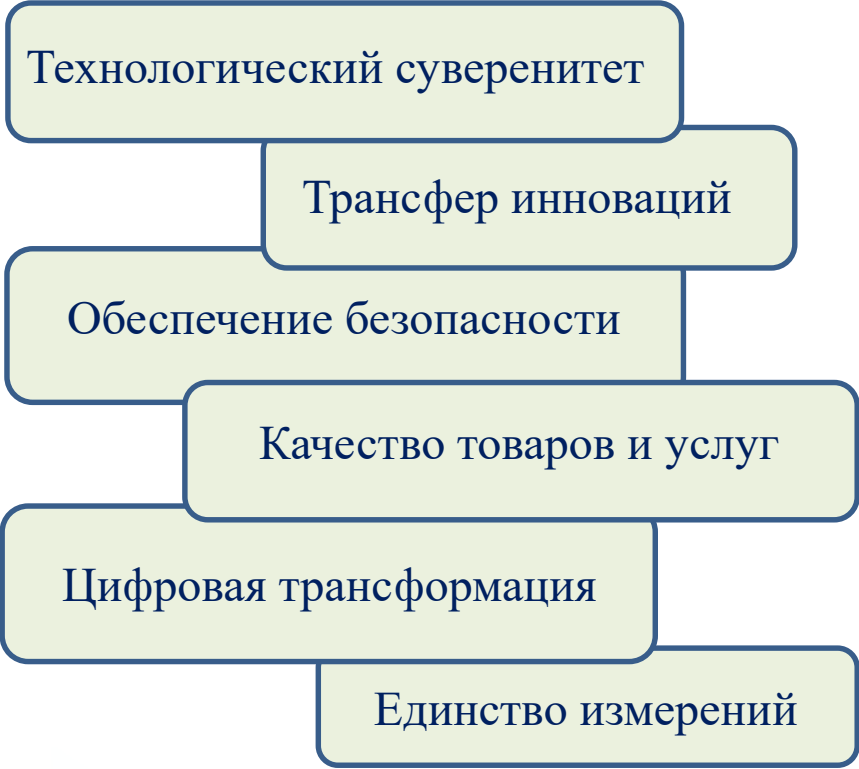 Технологический суверенитет
Трансфер инноваций
Обеспечение безопасности
Качество товаров и услуг
Цифровая трансформация
Единство измерений